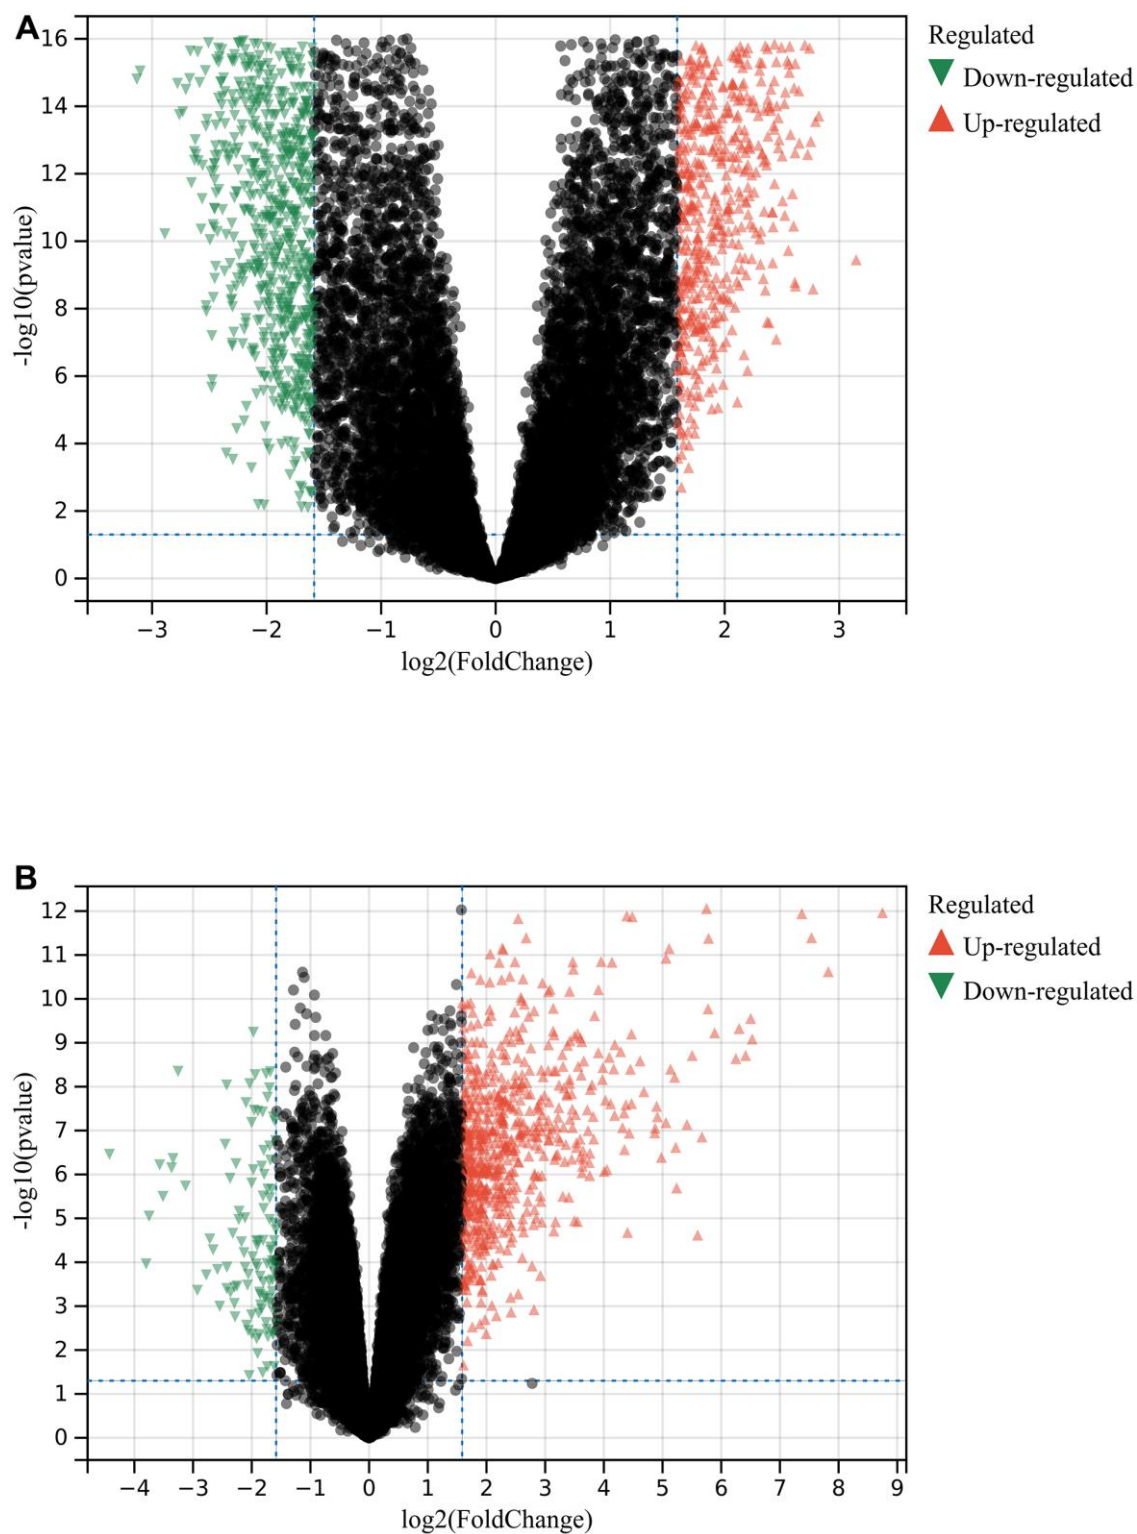 A
16
14
12
10
8
6
4
2
0
-log10(pvalue)
−3 −2 −1 0 1 2 3
log2(FoldChange)
Regulated
Down-regulated
Up-regulated
B
12
11
10
9
8
7
6
5
4
3
2
1
0
-log10(pvalue)
−4 −3 −2 −1 0 1 2 3 4 5 6 7 8 9
log2(FoldChange)
Regulated
Up-regulated
Down-regulated